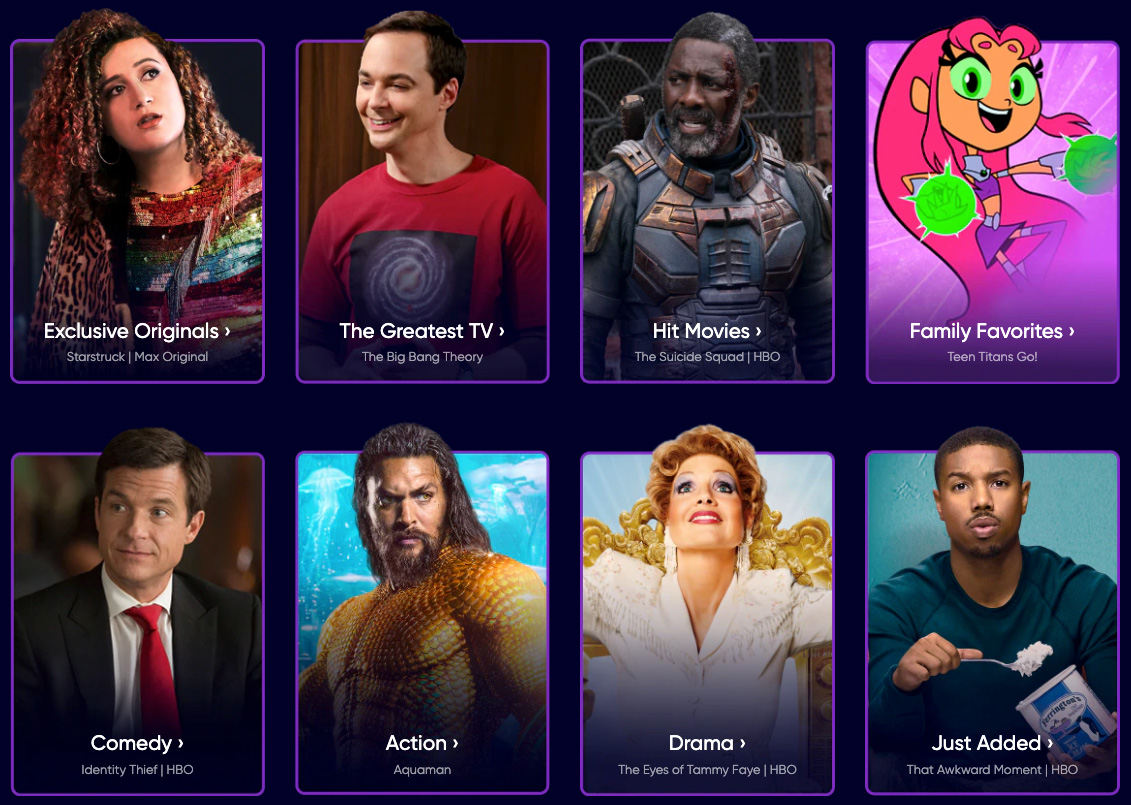 Exclusive Originals ›
Starstruck | Max Original
The Greatest TV ›
The Big Bang Theory
Hit Movies ›
The Suicide Squad | HBO
Family Favorites ›
Teen Titans Go!
Comedy ›
Identity Thief | HBO
Action ›
Aquaman
Drama ›
The Eyes of Tammy Faye | HBO
Just Added ›
That Awkward Moment | HBO